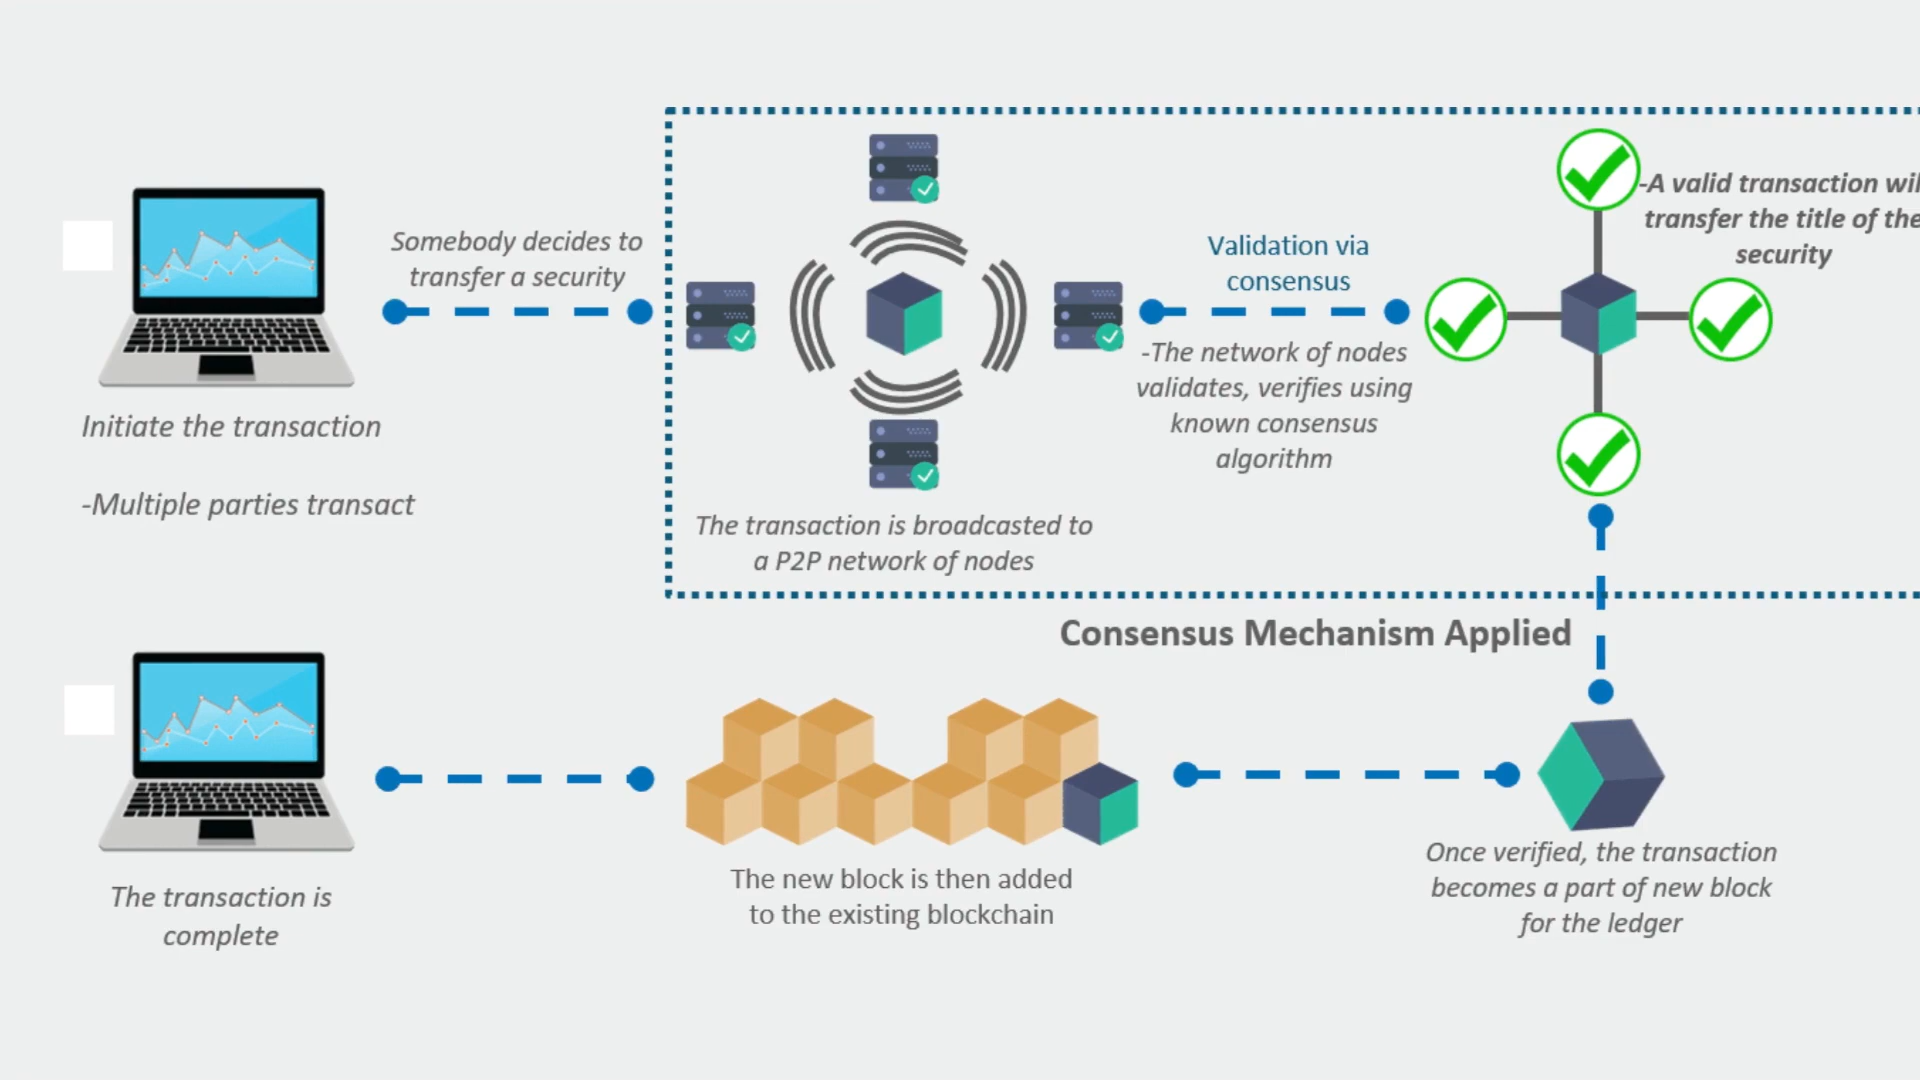 Somebody decides to
transfer a security
Initiate the transaction
-Multiple parties transact
The transaction is broadcasted to
a P2P network of nodes
Validation via
consensus
-The network of nodes
validates, verifies using
known consensus
algorithm
-A valid transaction wil
transfer the title of the
security
Consensus Mechanism Applied
Once verified, the transaction
becomes a part of new block
for the ledger
The new block is then added
to the existing blockchain
The transaction is
complete